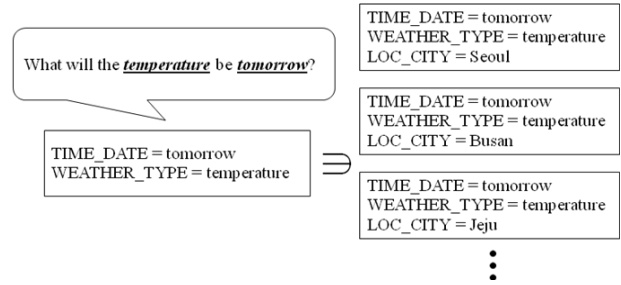 What will the temperature be tomorrow?
TIME_DATE = tomorrow
WEATHER_TYPE = temperature
∋
TIME_DATE = tomorrow
WEATHER_TYPE = temperature
LOC_CITY = Seoul
TIME_DATE = tomorrow
WEATHER_TYPE = temperature
LOC_CITY = Busan
TIME_DATE = tomorrow
WEATHER_TYPE = temperature
LOC_CITY = Jeju